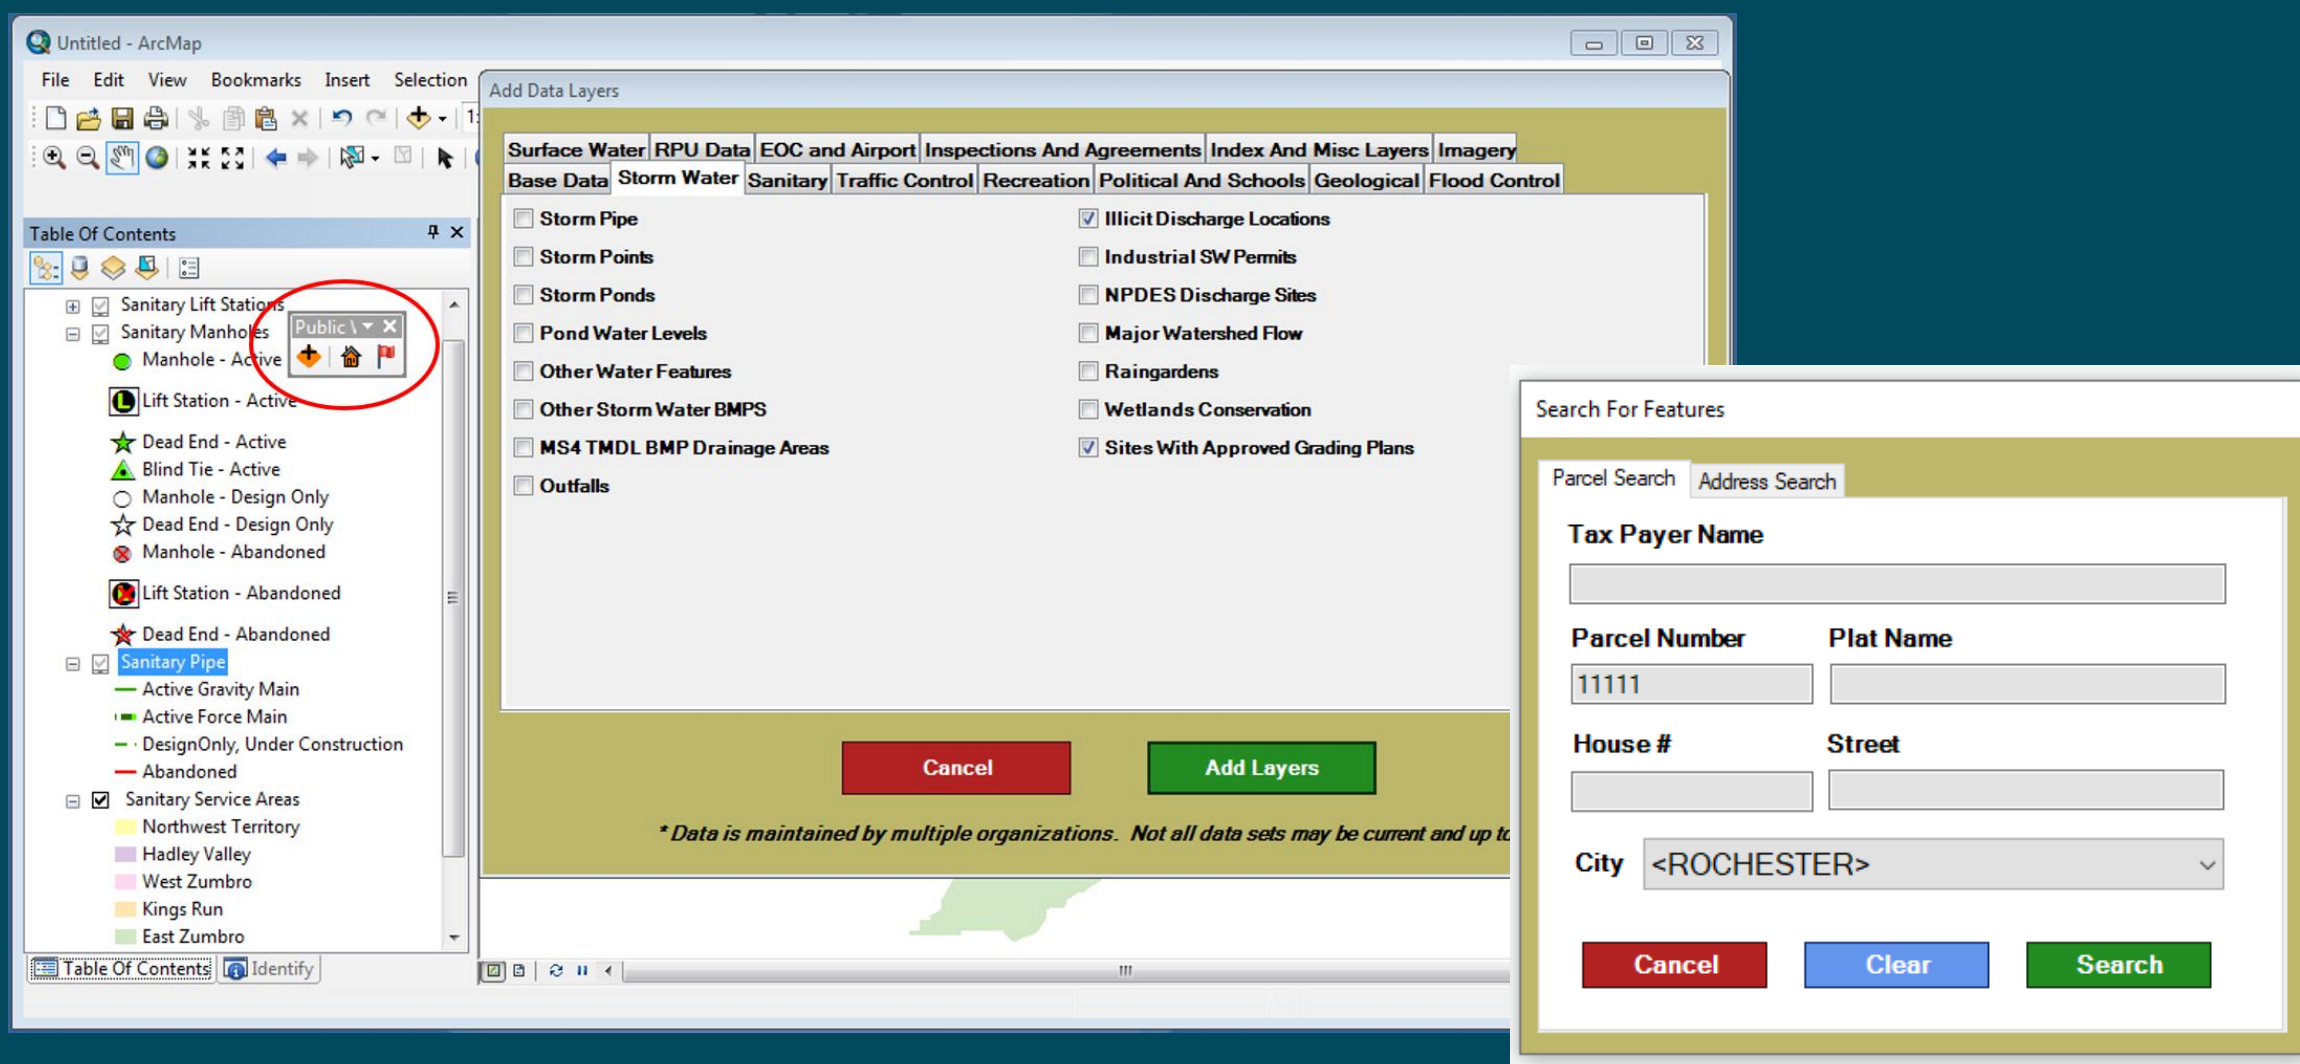 Untitled - ArcMap
File Edit View Bookmarks Insert Selection
Add Data Layers
Surface Water RPU Data EOC and Airport Inspections And Agreements Index And Misc Layers Imagery
Base Data Storm Water Sanitary Traffic Control Recreation Political And Schools Geological Flood Control
Storm Pipe
Storm Points
Storm Ponds
Pond Water Levels
Other Water Features
Other Storm Water BMPS
MS4 TMDL BMP Drainage Areas
Outfalls
Illicit Discharge Locations
Industrial SW Permits
NPDES Discharge Sites
Major Watershed Flow
Raingardens
Wetlands Conservation
Sites With Approved Grading Plans
Cancel
Add Layers
* Data is maintained by multiple organizations. Not all data sets may be current and up to
Table Of Contents
Sanitary Lift Stations
Sanitary Manholes
Manhole - Active
Lift Station - Active
Dead End - Active
Blind Tie - Active
Manhole - Design Only
Dead End - Design Only
Manhole - Abandoned
Lift Station - Abandoned
Dead End - Abandoned
Sanitary Pipe
Active Gravity Main
Active Force Main
DesignOnly, Under Construction
Abandoned
Sanitary Service Areas
Northwest Territory
Hadley Valley
West Zumbro
Kings Run
East Zumbro
Table Of Contents Identify
Public
Search For Features
Parcel Search Address Search
Tax Payer Name
Parcel Number Plat Name
11111
House # Street
City <ROCHESTER>
Cancel Clear Search